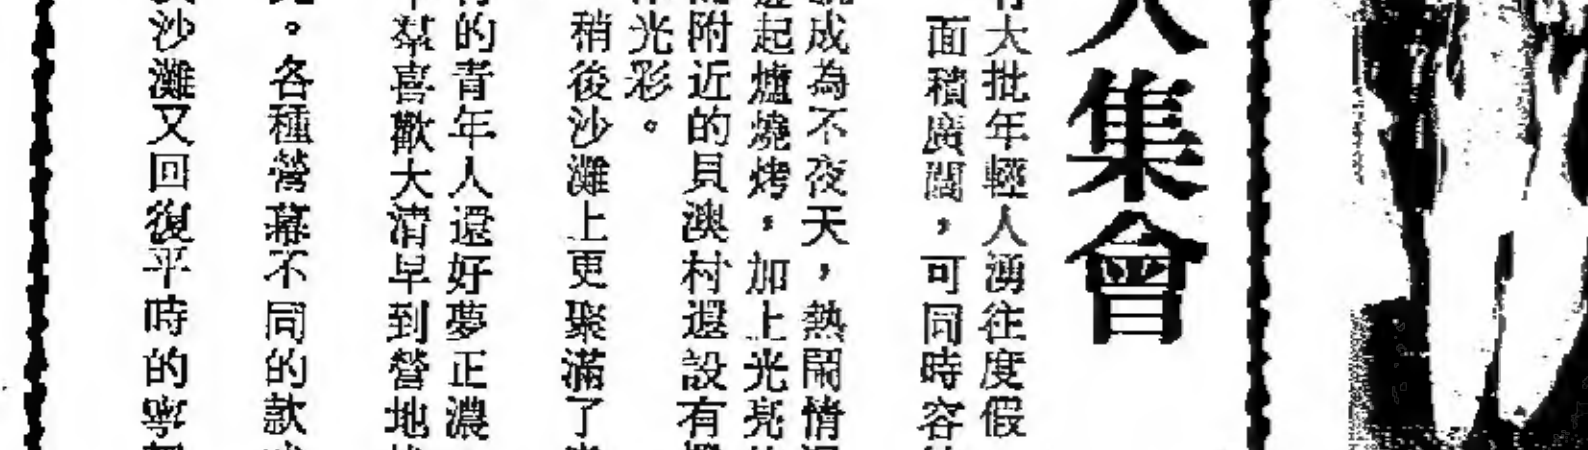 人集會
大批年輕人湧往度假
面積廣闊，可同時容
成為不夜天，熱鬧情
起爐燒烤，加上光亮
附近的貝澳村還設有
光彩。
稍後沙灘上更聚滿了
的青年人還好夢正濃
羣喜歡大清早到營地
。各種營幕不同的款
沙灘又回復平時的寧